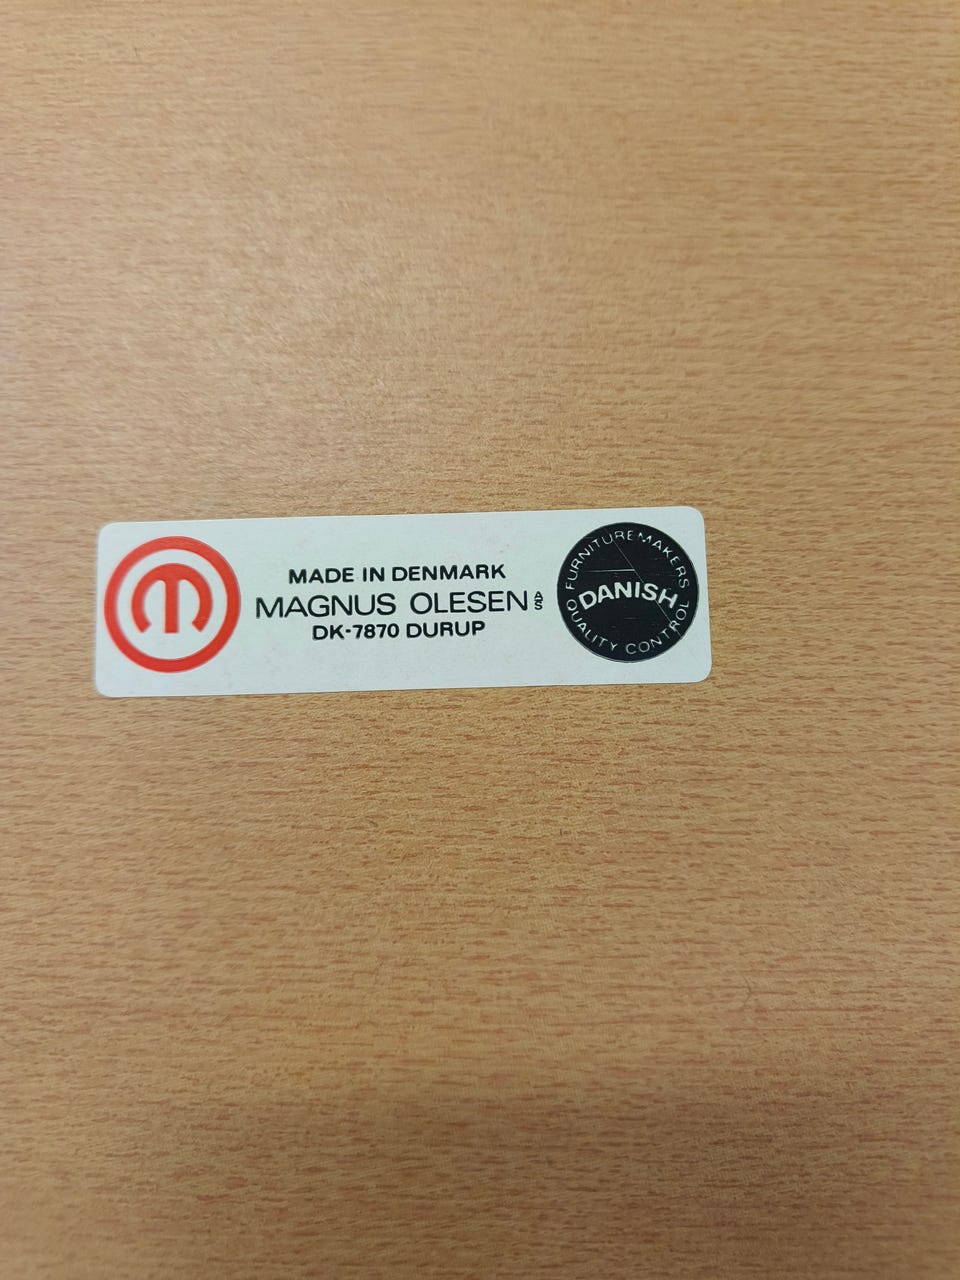 m
MADE IN DENMARK
MAGNUS OLESEN A/S
DK-7870 DURUP
FURNITUREMAKERS
DANISH
QUALITY CONTROL